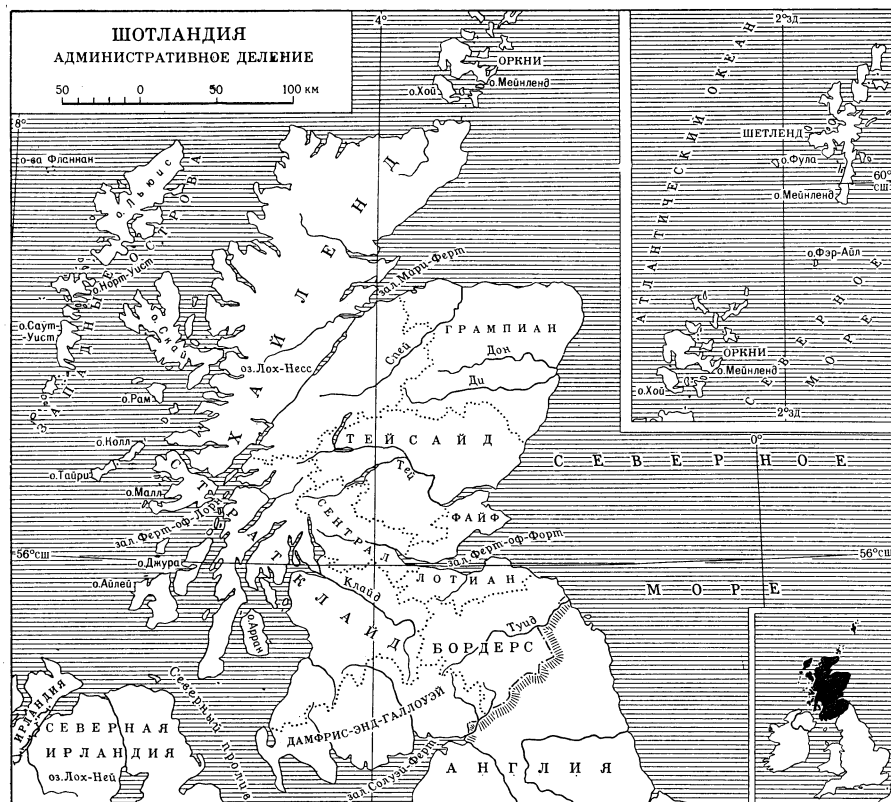 ШОТЛАНДИЯ
АДМИНИСТРАТИВНОЕ ДЕЛЕНИЕ
50 0 50 100 км
4°
ОРКНИ
о.Мейнленд
о.Хой
2°зд
АТЛАНТИЧЕСКИЙ ОКЕАН
ШЕТЛЕНД
о.Фула
60°
СШ
о.Мейнленд
о.Фэр-Айл
СЕВЕРНОЕ
МОРЕ
ОРКНИ
о.Мейнленд
о.Хой
2°зд
8°
о-ва Фланнан
о.Льюис
ЗАПАДНЫЕ ОСТРОВА
о.Норт-Уист
о.Саут-
-Уист
о.Скай
о.Рам
ХАЙЛЕНД
зал.Мари-Ферт
ГРАМПИАН
Спей
Дон
Ди
оз.Лох-Несс
ТЕЙСАЙД
о.Колл
о.Тайри
о.Малл
СТРАТКЛАЙД
Тей
СЕНТРАЛ
ФАЙФ
зал.Ферт-оф-Лорн
зал.Ферт-оф-Форт
0°
СЕВЕРНОЕ
МОРЕ
56°сш
56°сш
о.Джура
о.Айлей
ЛОТИАН
Клайд
о.Арран
Туид
БОРДЕРС
Северный пролив
ДАМФРИС-ЭНД-ГАЛЛОУЭЙ
зал.Солуэй-Ферт
ИРЛАНДИЯ
СЕВЕРНАЯ
ИРЛАНДИЯ
оз.Лох-Ней
АНГЛИЯ